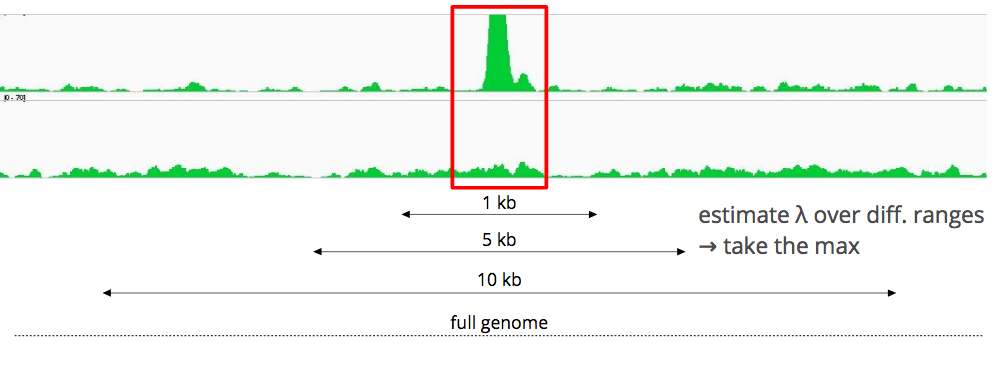 [0 - 70]
1 kb
estimate λ over diff. ranges
5 kb
→ take the max
10 kb
full genome